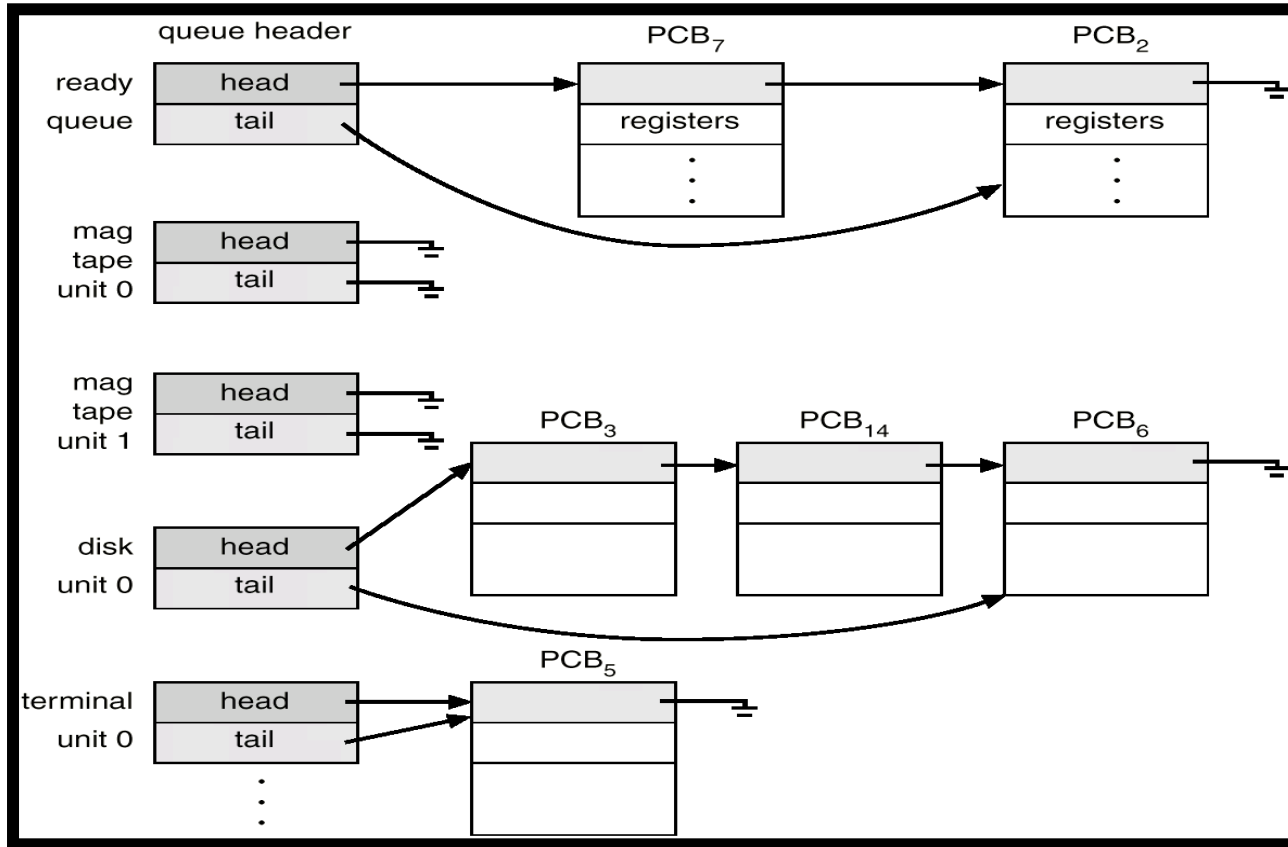 queue header PCB₇ PCB₂
ready head
queue tail registers registers
mag
tape
unit 0
head
tail
mag
tape
unit 1
head
tail
PCB₃ PCB₁₄ PCB₆
disk head
unit 0 tail
PCB₅
terminal head
unit 0 tail